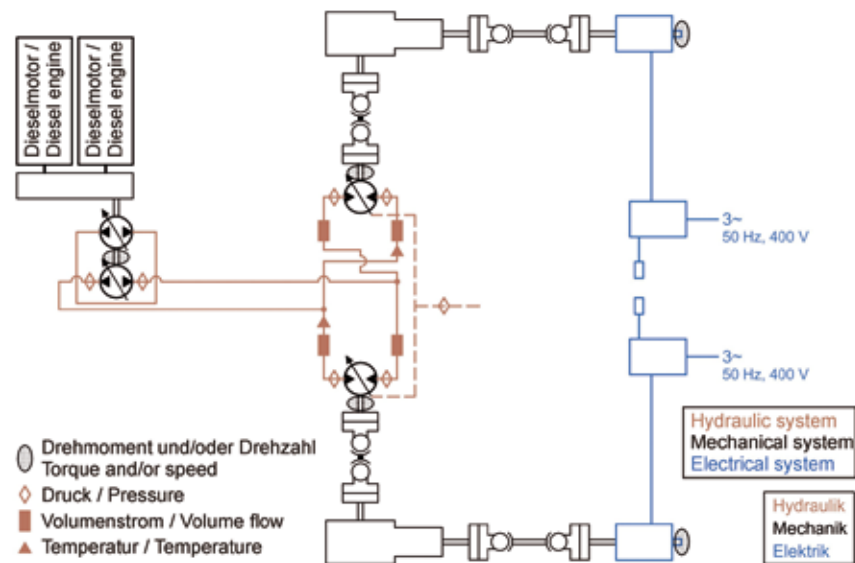 Dieselmotor /
Diesel engine
Dieselmotor /
Diesel engine
3~
50 Hz, 400 V
3~
50 Hz, 400 V
Drehmoment und/oder Drehzahl
Torque and/or speed
Druck / Pressure
Volumenstrom / Volume flow
Temperatur / Temperature
Hydraulic system
Mechanical system
Electrical system
Hydraulik
Mechanik
Elektrik